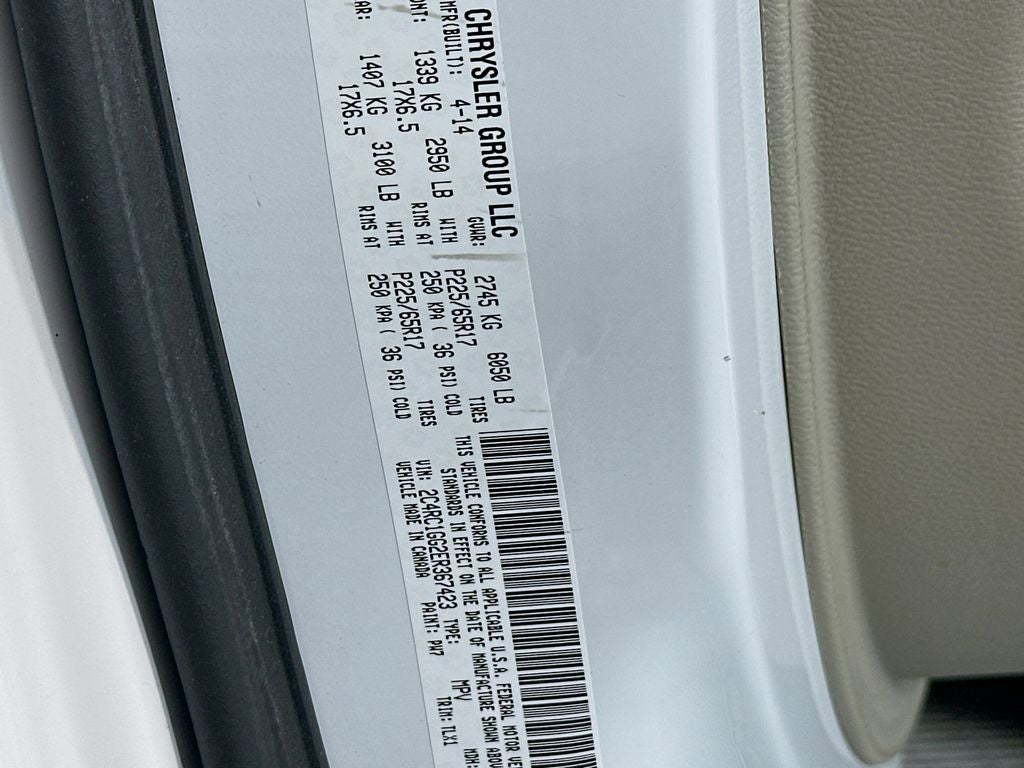 CHRYSLER GROUP LLC
MFR(BUILT): 4-14 GVWR: 2745 KG 6050 LB
1339 KG 2950 LB WITH P225/65R17 TIRES
17X6.5 RIMS AT 250 KPA ( 36 PSI) COLD
1407 KG 3100 LB WITH P225/65R17 TIRES
17X6.5 RIMS AT 250 KPA ( 36 PSI) COLD
THIS VEHICLE CONFORMS TO ALL APPLICABLE U.S.A. FEDERAL MOTOR
STANDARDS IN EFFECT ON THE DATE OF MANUFACTURE SHOWN
VIN: 2C4RC1GG2ER367423 TYPE: MPV
VEHICLE MADE IN CANADA PAINT: PW7 TRIM: TLX1